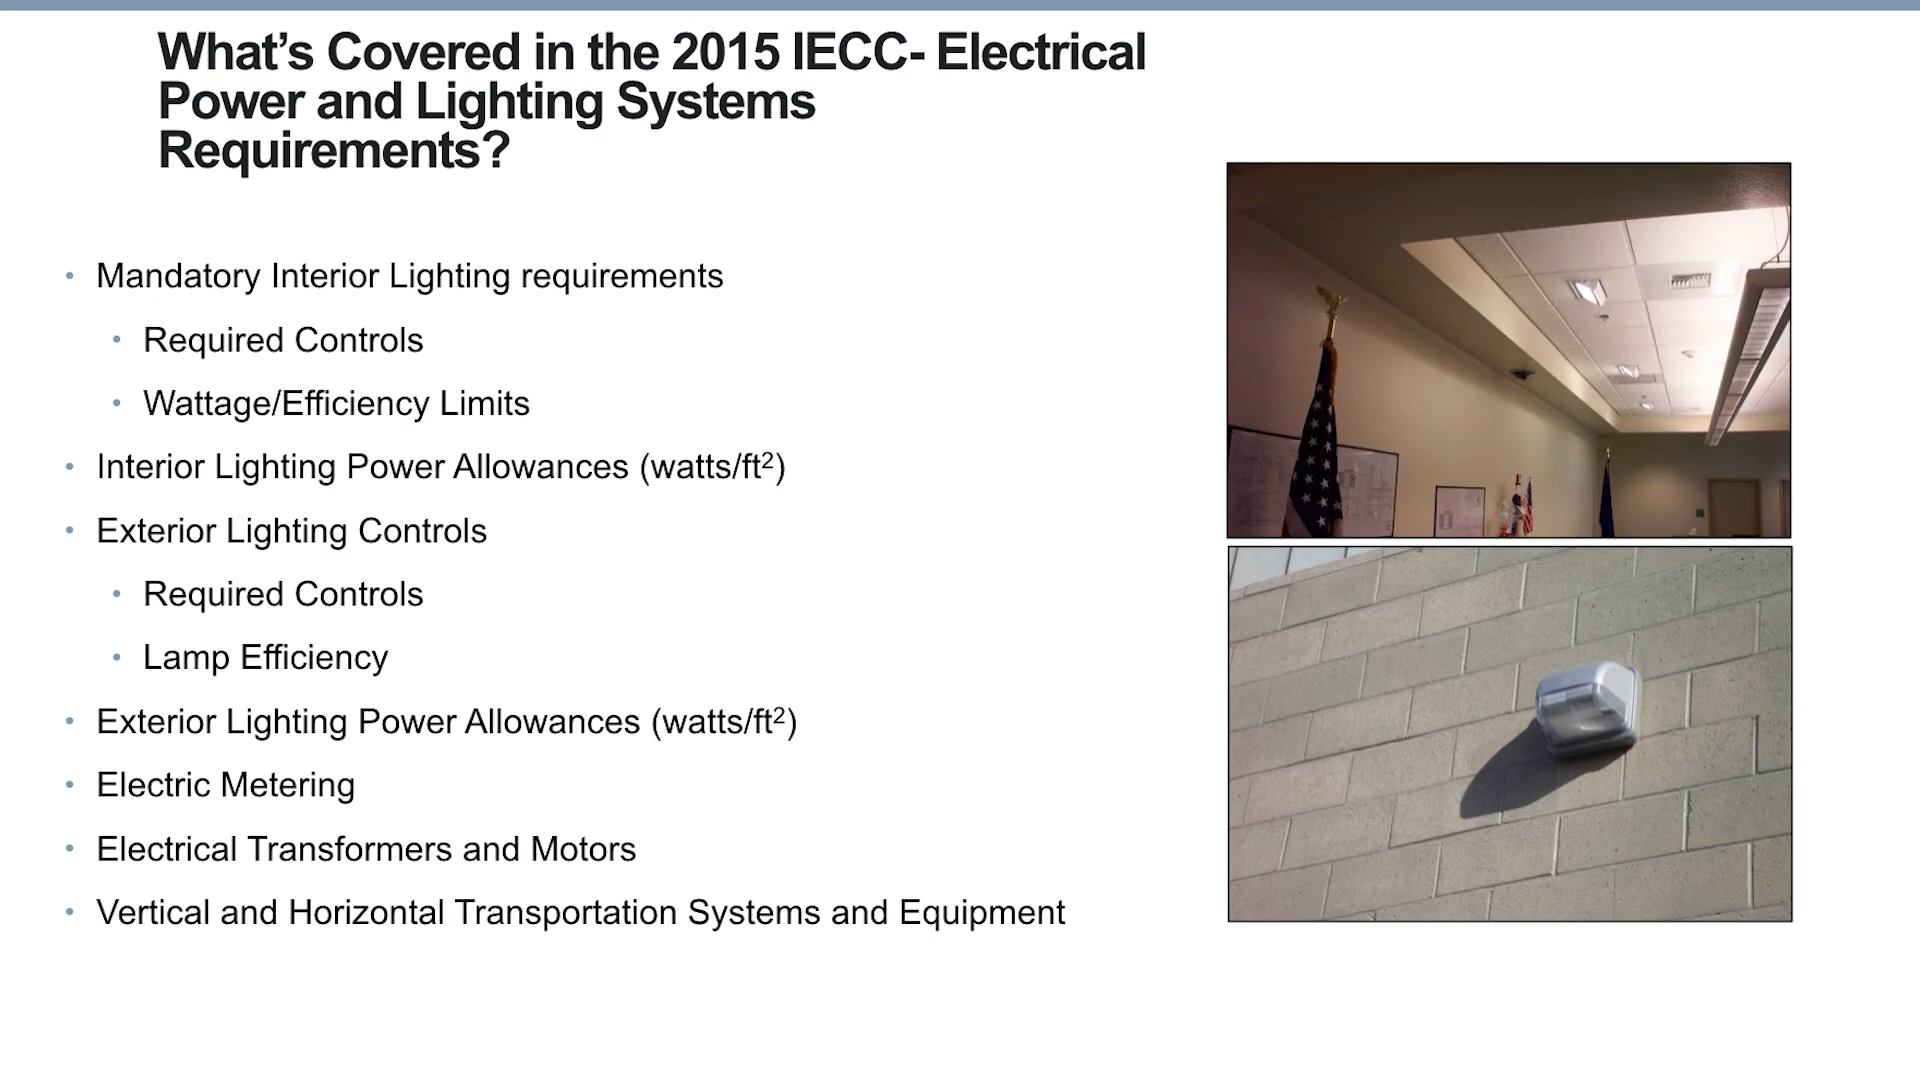 What’s Covered in the 2015 IECC- Electrical
Power and Lighting Systems
Requirements?
• Mandatory Interior Lighting requirements
• Required Controls
• Wattage/Efficiency Limits
• Interior Lighting Power Allowances (watts/ft²)
• Exterior Lighting Controls
• Required Controls
• Lamp Efficiency
• Exterior Lighting Power Allowances (watts/ft²)
• Electric Metering
• Electrical Transformers and Motors
• Vertical and Horizontal Transportation Systems and Equipment